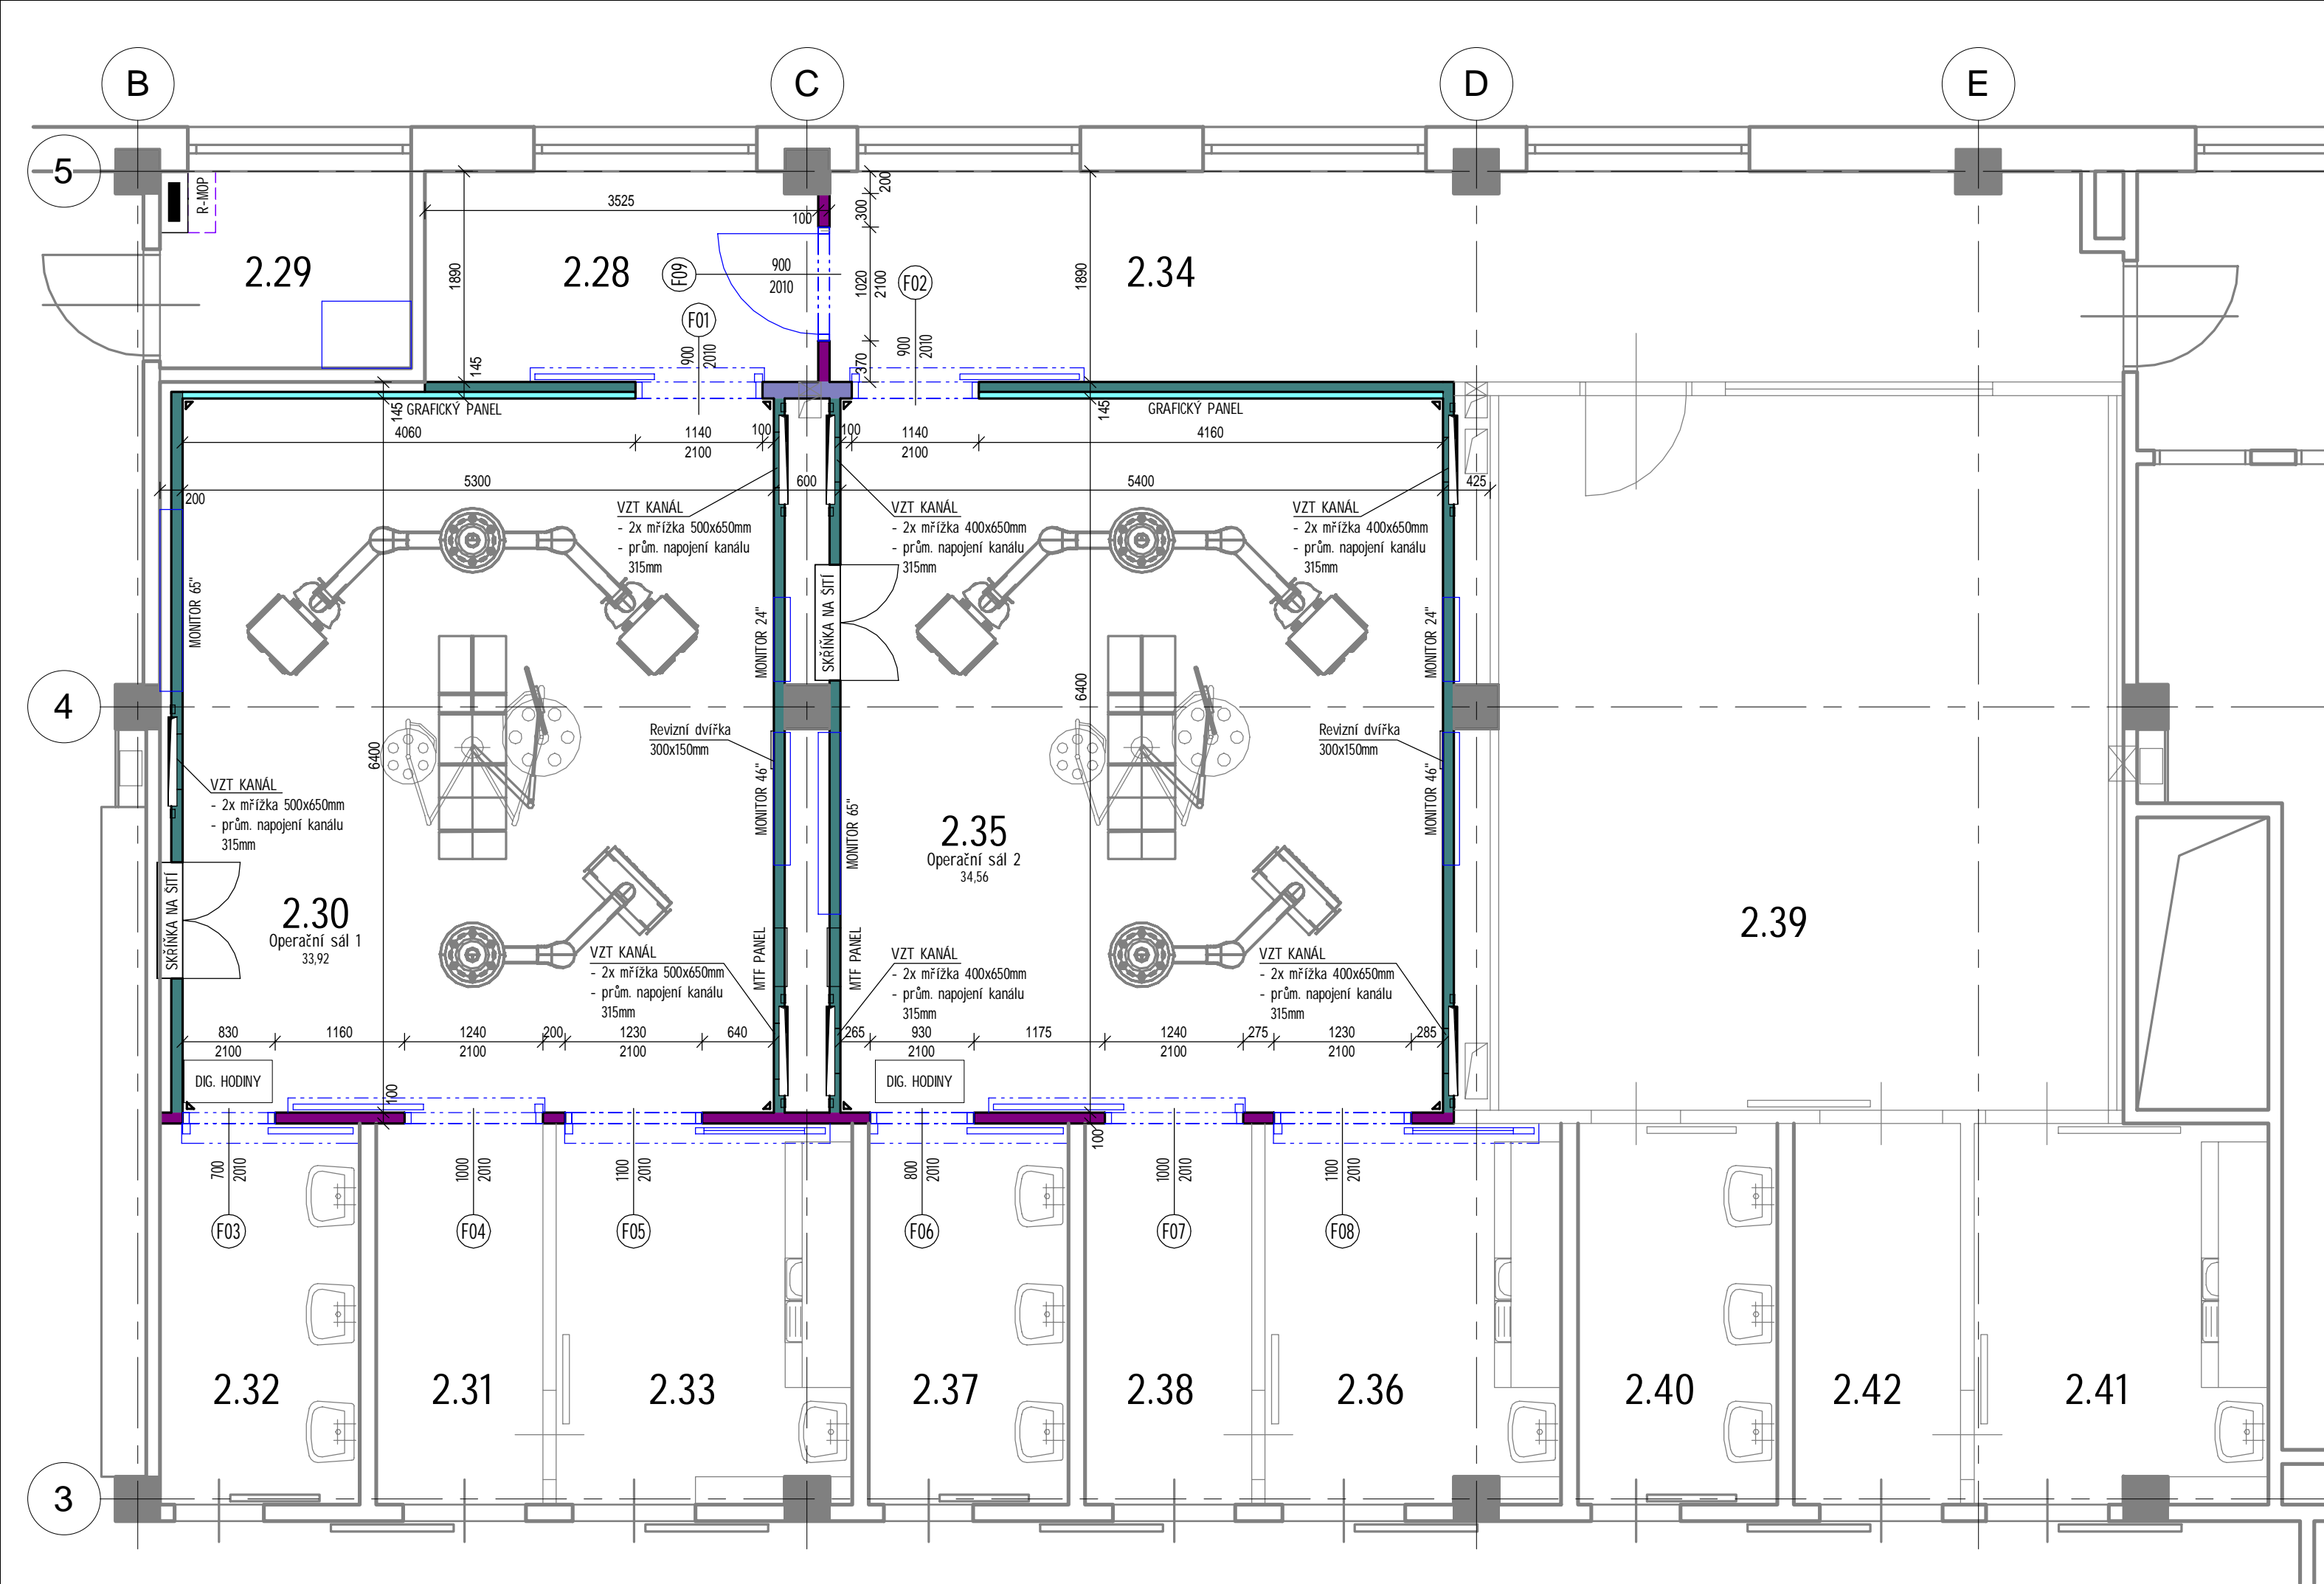 B
C
D
E
5
R-MOP
200
3525
100
300
2.29
2.28
2.34
F09
900
2010
1020
2100
F02
1890
1890
F01
900
2010
900
2010
370
145
145
GRAFICKÝ PANEL
145
GRAFICKÝ PANEL
4060
1140
2100
100
100
1140
2100
4160
200
5300
600
5400
425
VZT KANÁL
- 2x mřížka 500x650mm
- prům. napojení kanálu
315mm
VZT KANÁL
- 2x mřížka 400x650mm
- prům. napojení kanálu
315mm
VZT KANÁL
- 2x mřížka 400x650mm
- prům. napojení kanálu
315mm
MONITOR 65"
MONITOR 24"
SKŘÍŇKA NA ŠITÍ
MONITOR 24"
4
6400
6400
Revizní dvířka
300x150mm
Revizní dvířka
300x150mm
VZT KANÁL
- 2x mřížka 500x650mm
- prům. napojení kanálu
315mm
MONITOR 46"
MONITOR 65"
MONITOR 46"
2.35
Operační sál 2
34,56
SKŘÍŇKA NA ŠITÍ
2.30
Operační sál 1
33,92
2.39
VZT KANÁL
- 2x mřížka 500x650mm
- prům. napojení kanálu
315mm
MTF PANEL
MTF PANEL
VZT KANÁL
- 2x mřížka 400x650mm
- prům. napojení kanálu
315mm
VZT KANÁL
- 2x mřížka 400x650mm
- prům. napojení kanálu
315mm
830
2100
1160
1240
2100
200
1230
2100
640
265
930
2100
1175
1240
2100
275
1230
2100
285
DIG. HODINY
DIG. HODINY
100
100
700
2010
1000
2010
1100
2010
800
2010
1000
2010
1100
2010
F03
F04
F05
F06
F07
F08
2.32
2.31
2.33
2.37
2.38
2.36
2.40
2.42
2.41
3